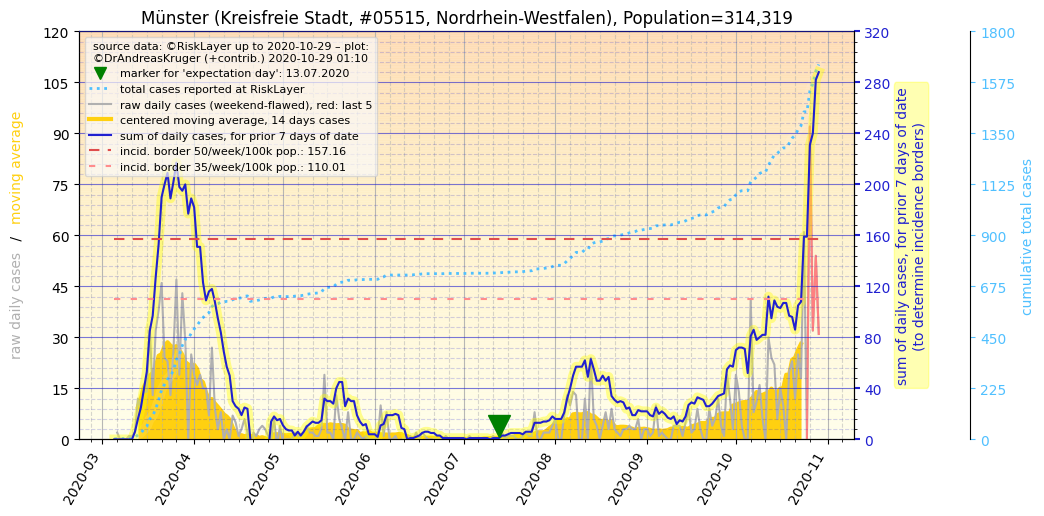 Münster (Kreisfreie Stadt, #05515, Nordrhein-Westfalen), Population=314,319
source data: ©RiskLayer up to 2020-10-29 – plot:
©DrAndreasKruger (+contrib.) 2020-10-29 01:10
marker for 'expectation day': 13.07.2020
total cases reported at RiskLayer
raw daily cases (weekend-flawed), red: last 5
centered moving average, 14 days cases
sum of daily cases, for prior 7 days of date
incid. border 50/week/100k pop.: 157.16
incid. border 35/week/100k pop.: 110.01
raw daily cases / moving average
120
105
90
75
60
45
30
15
0
2020-03
2020-04
2020-05
2020-06
2020-07
2020-08
2020-09
2020-10
2020-11
320
280
240
200
160
120
80
40
0
sum of daily cases, for prior 7 days of date
(to determine incidence borders)
1800
1575
1350
1125
900
675
450
225
0
cumulative total cases